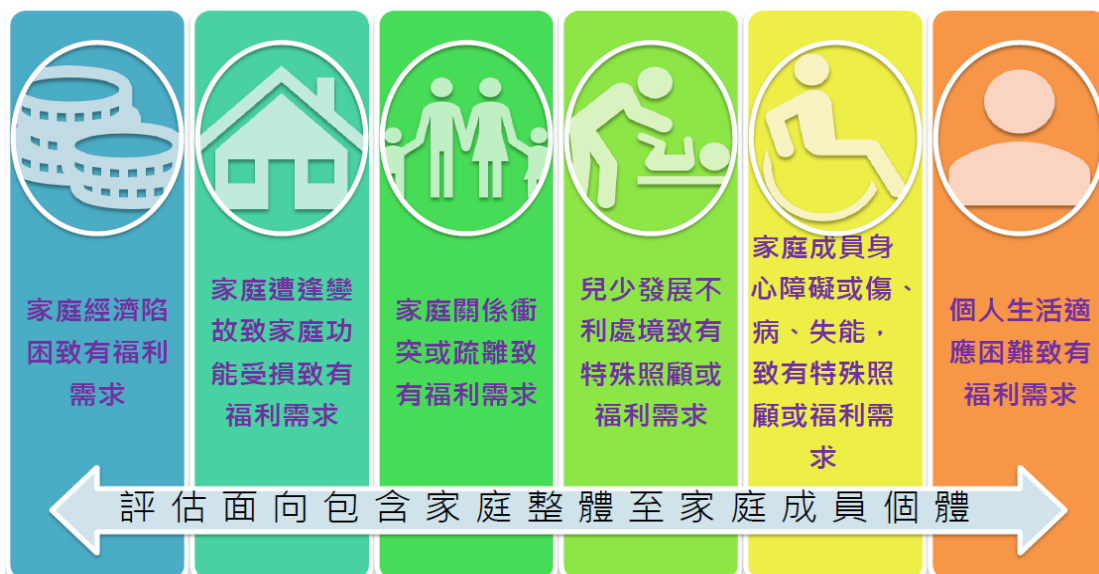 家庭經濟陷
困致有福利
需求
家庭遭逢變
故致家庭功
能受損致有
福利需求
家庭關係衝
突或疏離致
有福利需求
兒少發展不
利處境致有
特殊照顧或
福利需求
家庭成員身
心障礙或傷、
病、失能，
致有特殊照
顧或福利需
求
個人生活適
應困難致有
福利需求
評估面向包含家庭整體至家庭成員個體